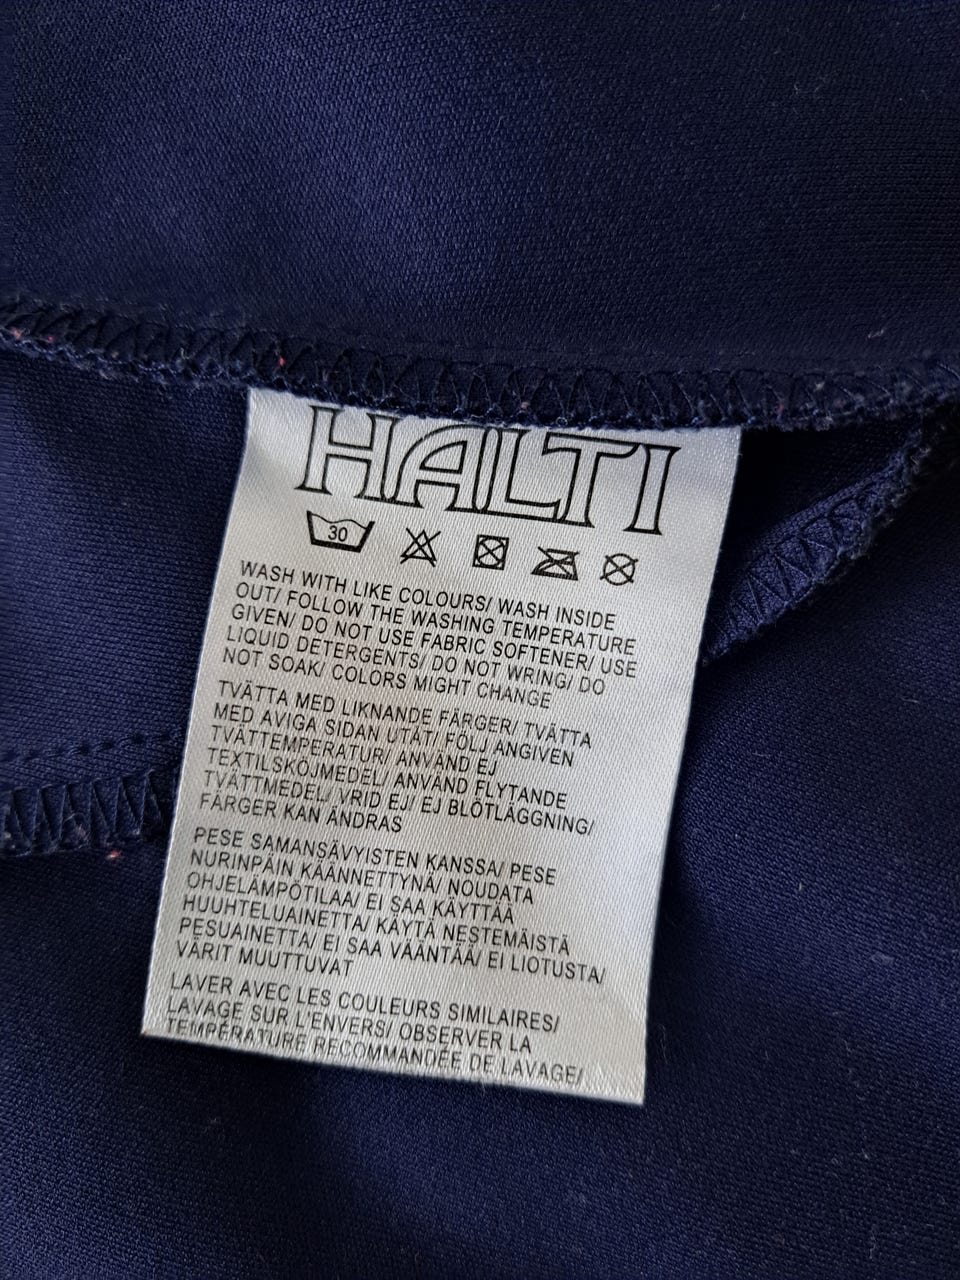 HALTI
30
WASH WITH LIKE COLOURS/ WASH INSIDE
OUT/ FOLLOW THE WASHING TEMPERATURE
GIVEN/ DO NOT USE FABRIC SOFTENER/ USE
LIQUID DETERGENTS/ DO NOT WRING/ DO
NOT SOAK/ COLORS MIGHT CHANGE
TVÄTTA MED LIKNANDE FÄRGER/ TVÄTTA
MED AVIGA SIDAN UTÅT/ FÖLJ ANGIVEN
TVÄTTEMPERATUR/ ANVÄND EJ
TEXTILSKÖJMEDEL/ ANVÄND FLYTANDE
TVÄTTMEDEL/ VRID EJ/ EJ BLÖTLÄGGNING/
FÄRGER KAN ÄNDRAS
PESE SAMANSÄVYISTEN KANSSA/ PESE
NURINPÄIN KÄÄNNETTYNÄ/ NOUDATA
OHJELÄMPÖTILAA/ EI SAA KÄYTTÄÄ
HUUHTELUAINETTA/ KÄYTÄ NESTEMÄISTÄ
PESUAINETTA/ EI SAA VÄÄNTÄÄ/ EI LIOTUSTA/
VÄRIT MUUTTUVAT
LAVER AVEC LES COULEURS SIMILAIRES/
LAVAGE SUR L'ENVERS/ OBSERVER LA
TEMPÉRATURE RECOMMANDÉE DE LAVAGE/